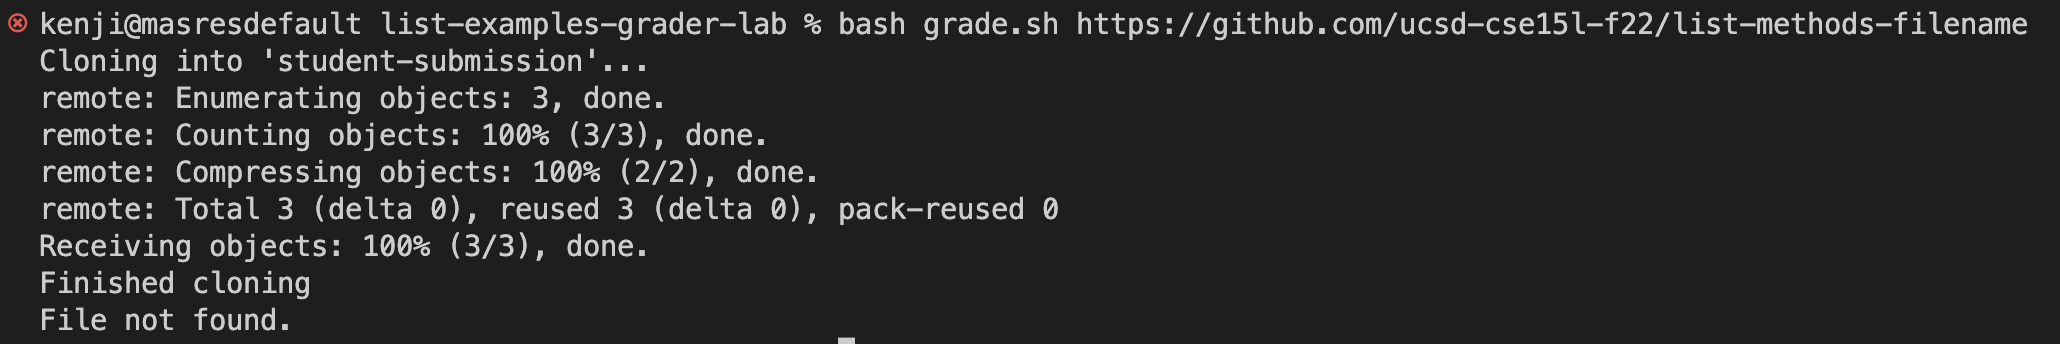 kenji@masresdefault list-examples-grader-lab % bash grade.sh https://github.com/ucsd-cse15l-f22/list-methods-filename
Cloning into 'student-submission'...
remote: Enumerating objects: 3, done.
remote: Counting objects: 100% (3/3), done.
remote: Compressing objects: 100% (2/2), done.
remote: Total 3 (delta 0), reused 3 (delta 0), pack-reused 0
Receiving objects: 100% (3/3), done.
Finished cloning
File not found.